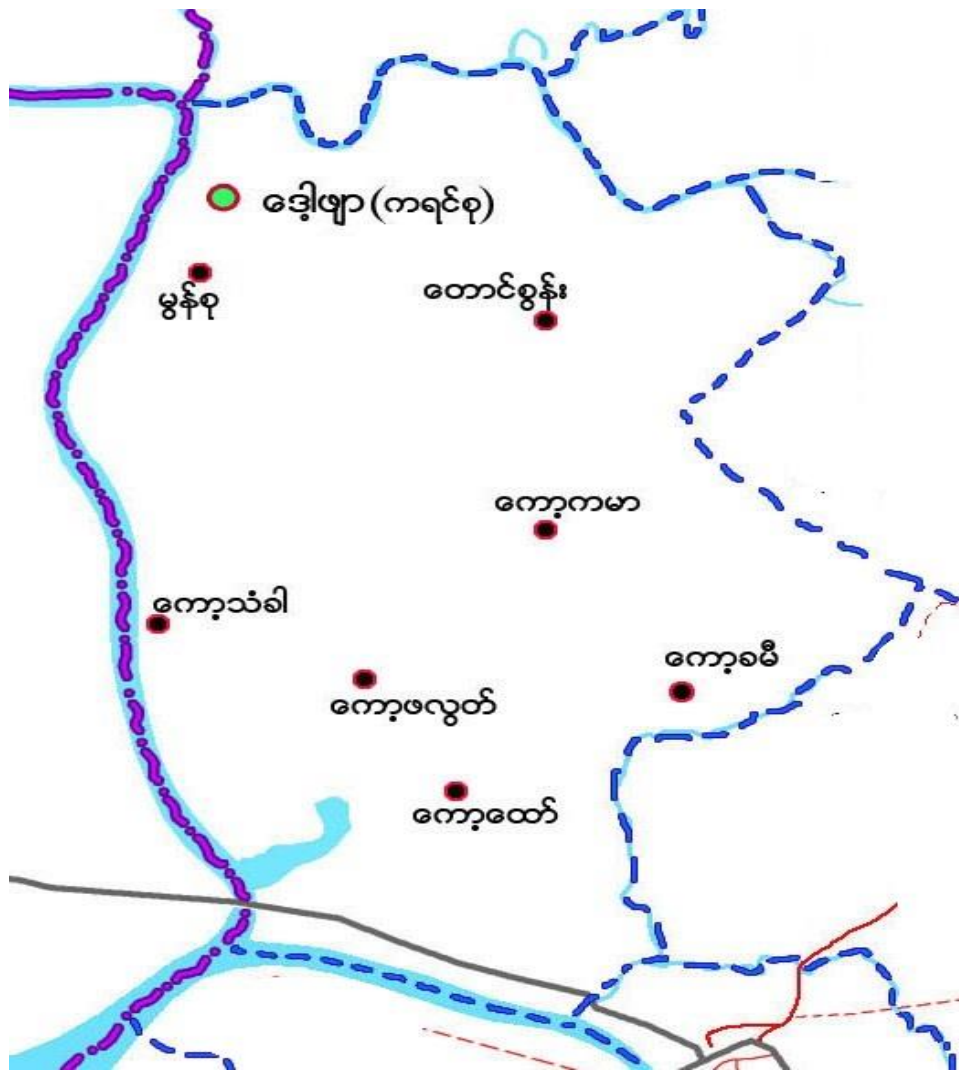 ဒေါ့ဖျာ (ကရင်စု)
မွန်စု
တောင်စွန်း
ကော့ကမာ
ကော့သံခါ
ကော့ခမီ
ကော့ဖလွတ်
ကော့ထော်